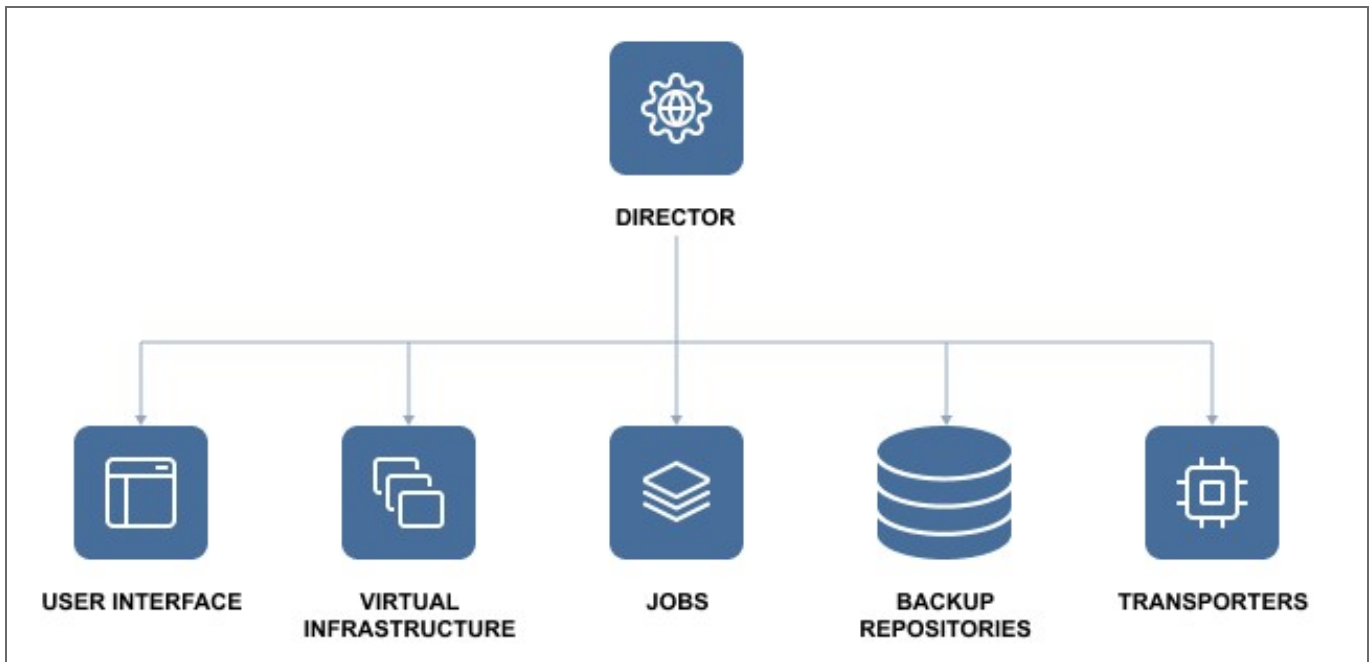 DIRECTOR
USER INTERFACE
VIRTUAL
INFRASTRUCTURE
JOBS
BACKUP
REPOSITORIES
TRANSPORTERS